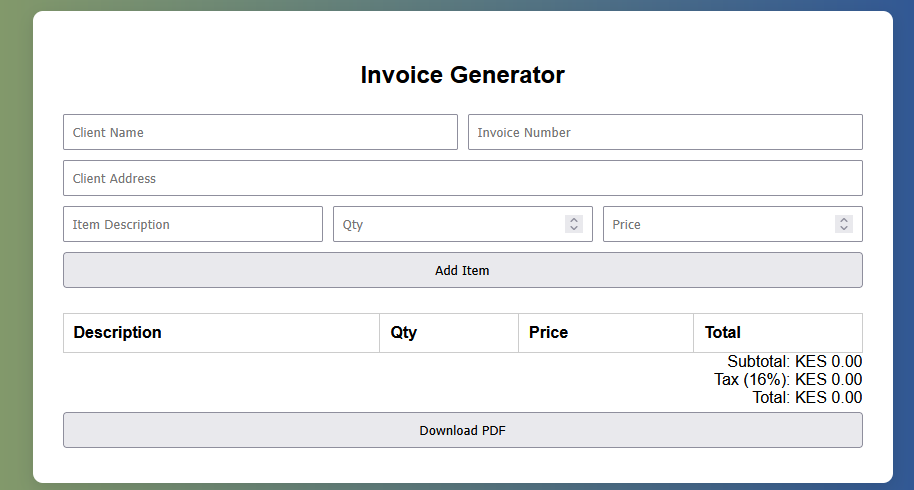 Invoice Generator
Client Name Invoice Number
Client Address
Item Description Qty Price
Add Item
Description Qty Price Total
Subtotal: KES 0.00
Tax (16%): KES 0.00
Total: KES 0.00
Download PDF